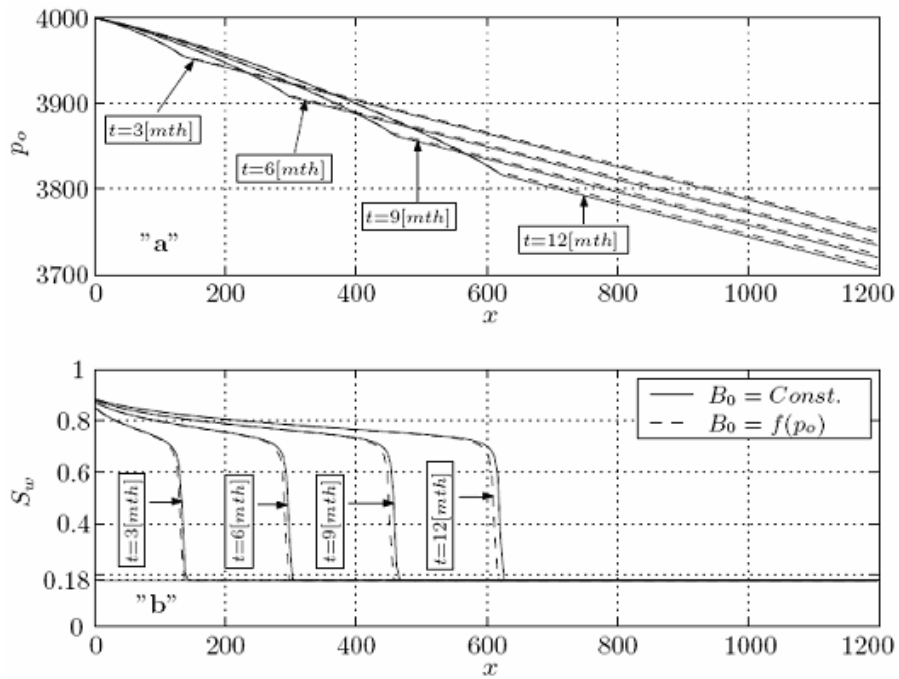 4000
3900
3800
3700
p_o
t=3[mth]
t=6[mth]
t=9[mth]
t=12[mth]
"a"
0 200 400 600 800 1000 1200
x
1
0.8
0.6
0.4
0.18
0
S_w
B_0 = Const.
B_0 = f(p_o)
t=3[mth]
t=6[mth]
t=9[mth]
t=12[mth]
"b"
0 200 400 600 800 1000 1200
x